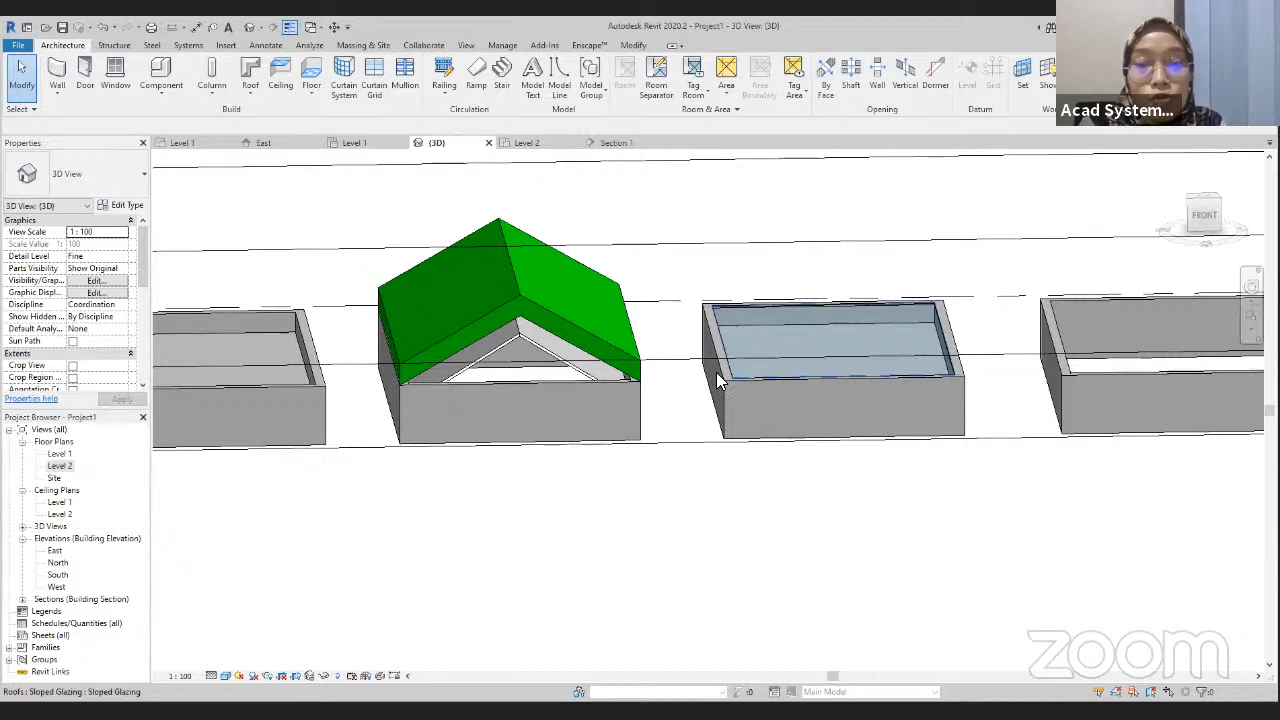 Autodesk Revit 2020.2 - Project1 - 3D View: {3D}
File Architecture Structure Steel Systems Insert Annotate Analyze Massing & Site Collaborate View Manage Add-Ins Enscape™ Modify
Modify Wall Door Window Component Column Roof Ceiling Floor Curtain System Curtain Grid Mullion Railing Ramp Stair Model Text Model Line Model Group Room Room Separator Tag Room Area Area Boundary Tag Area By Face Shaft Wall Vertical Dormer Level Grid Set Show
Select Build Circulation Model Room & Area Opening Datum
Acad System...
Properties
Level 1 East Level 1 {3D} Level 2 Section 1
3D View
3D View: {3D} Edit Type
Graphics
View Scale 1 : 100
Scale Value 1: 100
Detail Level Fine
Parts Visibility Show Original
Visibility/Grap... Edit...
Graphic Displ... Edit...
Discipline Coordination
Show Hidden ... By Discipline
Default Analy... None
Sun Path
Extents
Crop View
Crop Region ...
Properties help Apply
FRONT
Project Browser - Project1
Views (all)
Floor Plans
Level 1
Level 2
Site
Ceiling Plans
Level 1
Level 2
3D Views
Elevations (Building Elevation)
East
North
South
West
Sections (Building Section)
Legends
Schedules/Quantities (all)
Sheets (all)
Families
Groups
Revit Links
zoom
1 : 100
Roofs : Sloped Glazing : Sloped Glazing
:0
Main Model
:0